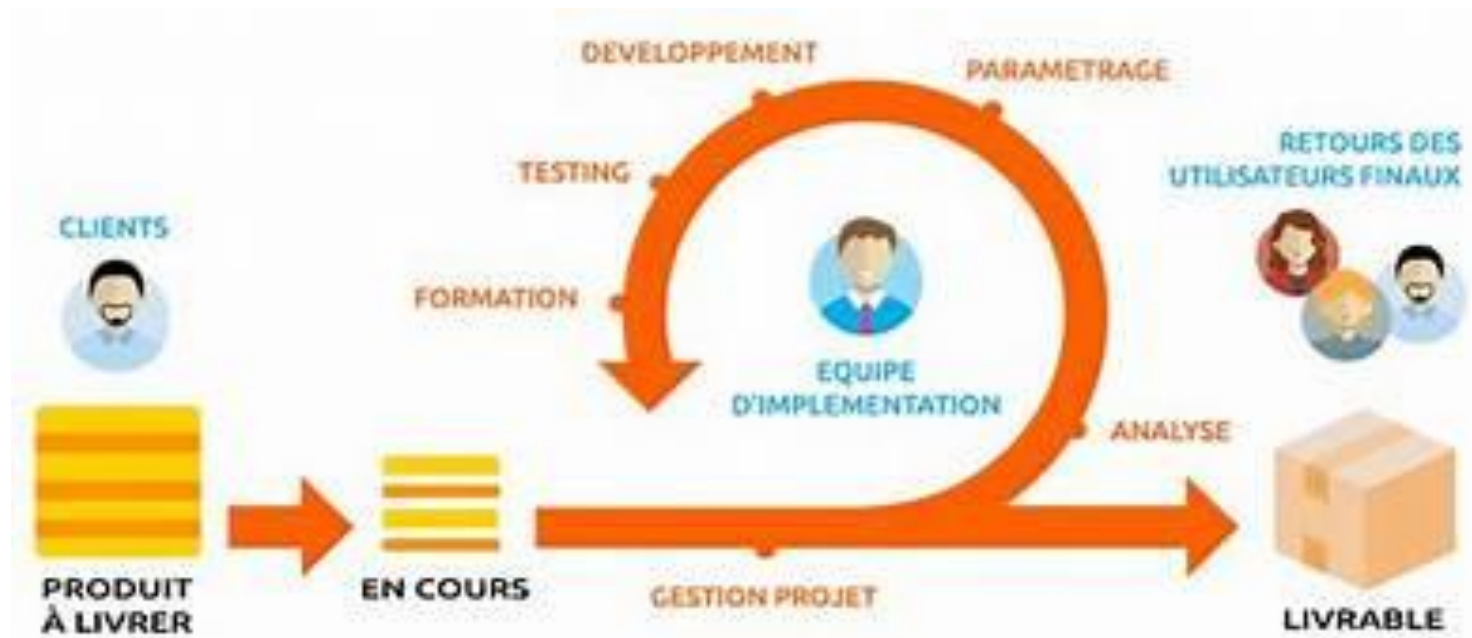 DEVELOPPEMENT
PARAMETRAGE
RETOURS DES
UTILISATEURS FINAUX
TESTING
CLIENTS
FORMATION
EQUIPE
D'IMPLEMENTATION
ANALYSE
PRODUIT
À LIVRER
EN COURS
GESTION PROJET
LIVRABLE